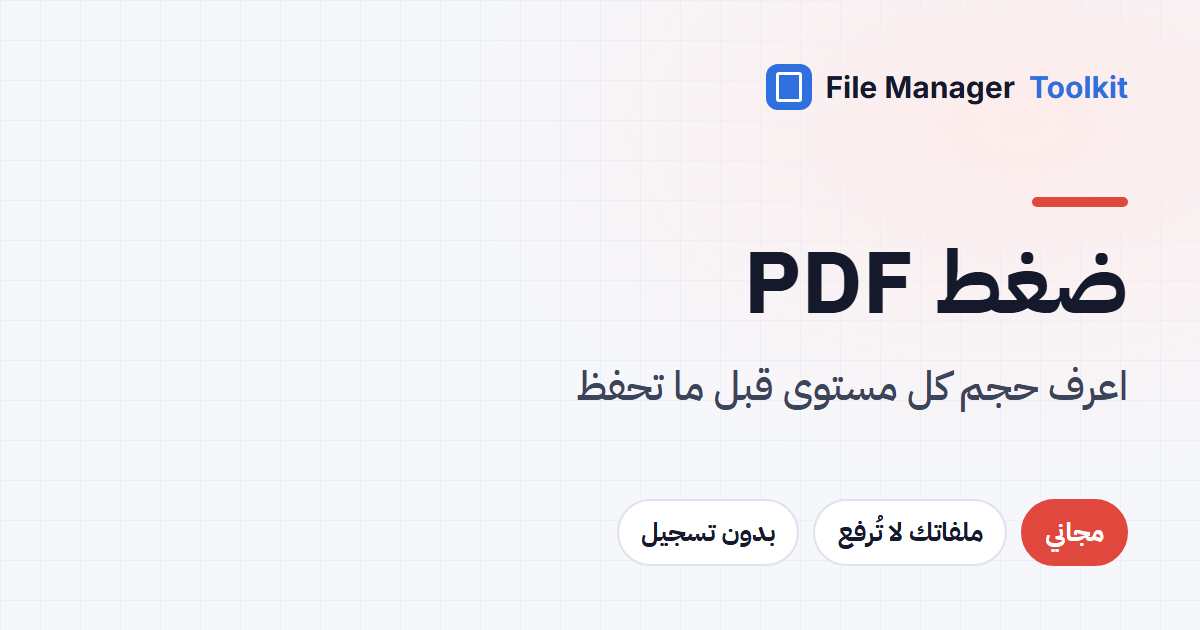 File Manager Toolkit
ضغط PDF
اعرف حجم كل مستوى قبل ما تحفظ
مجاني
ملفاتك لا تُرفع
بدون تسجيل